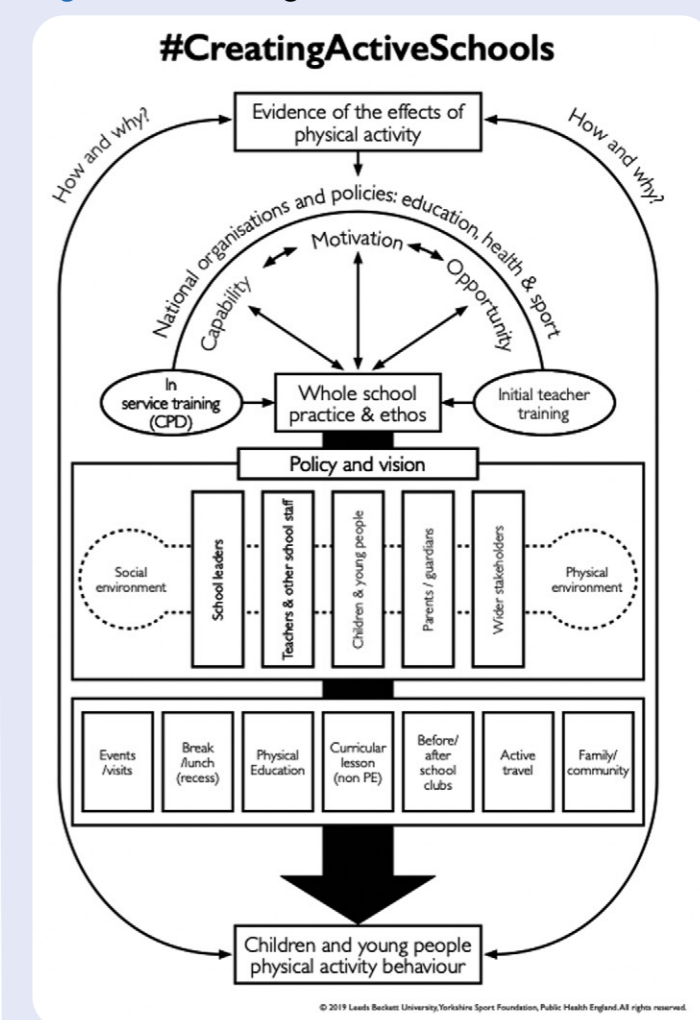 #CreatingActiveSchools
Evidence of the effects of
physical activity
How and why?
How and why?
National organisations and policies: education, health & sport
Motivation
Capability
Opportunity
In
service training
(CPD)
Whole school
practice & ethos
Initial teacher
training
Policy and vision
Social
environment
School leaders
Teachers & other school staff
Children & young people
Parents / guardians
Wider stakeholders
Physical
environment
Events
/visits
Break
/lunch
(recess)
Physical
Education
Curricular
lesson
(non PE)
Before/
after
school
clubs
Active
travel
Family/
community
Children and young people
physical activity behaviour
© 2019 Leeds Beckett University, Yorkshire Sport Foundation, Public Health England. All rights reserved.